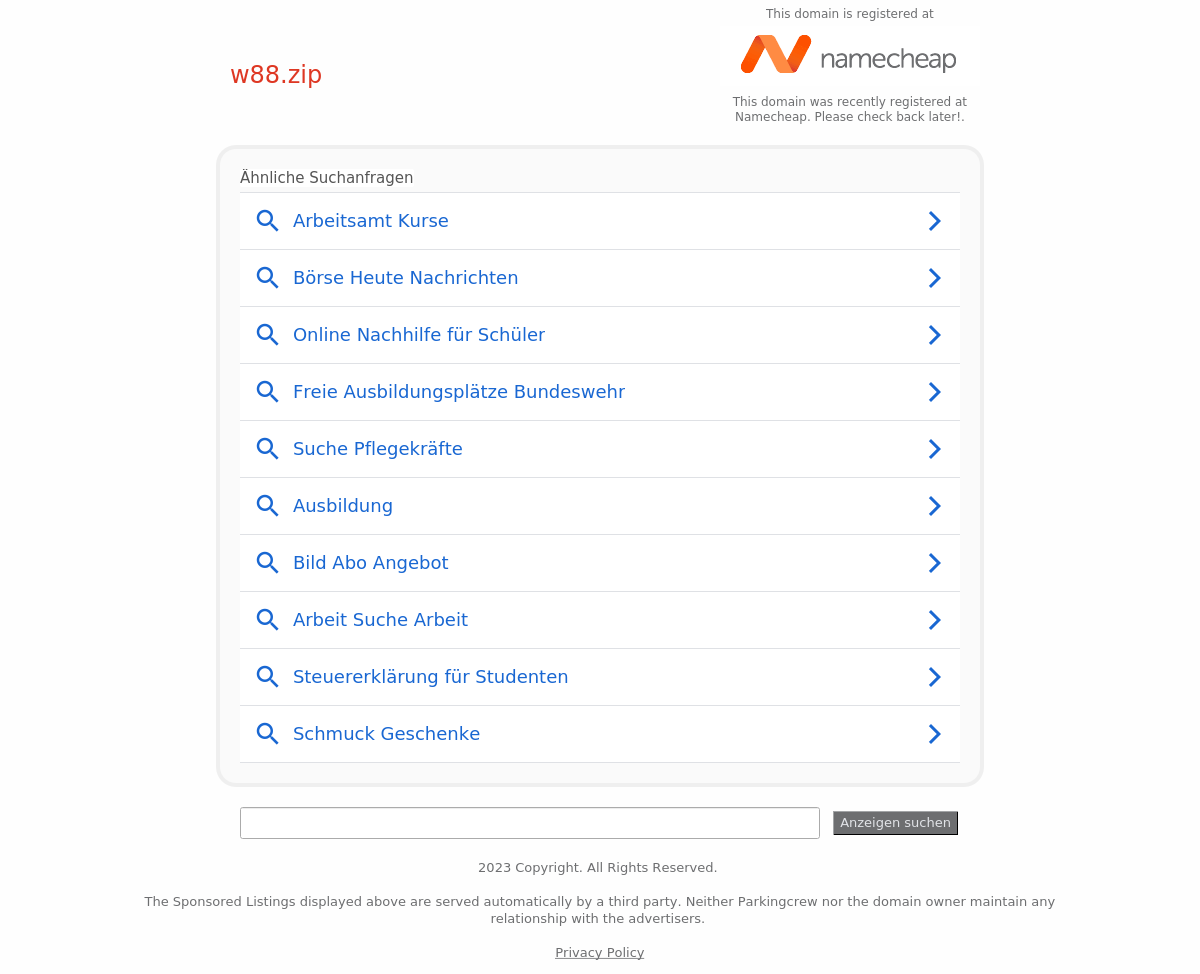 This domain is registered at
namecheap
w88.zip
This domain was recently registered at
Namecheap. Please check back later!.
Ähnliche Suchanfragen
Arbeitsamt Kurse
Börse Heute Nachrichten
Online Nachhilfe für Schüler
Freie Ausbildungsplätze Bundeswehr
Suche Pflegekräfte
Ausbildung
Bild Abo Angebot
Arbeit Suche Arbeit
Steuererklärung für Studenten
Schmuck Geschenke
Anzeigen suchen
2023 Copyright. All Rights Reserved.
The Sponsored Listings displayed above are served automatically by a third party. Neither Parkingcrew nor the domain owner maintain any
relationship with the advertisers.
Privacy Policy